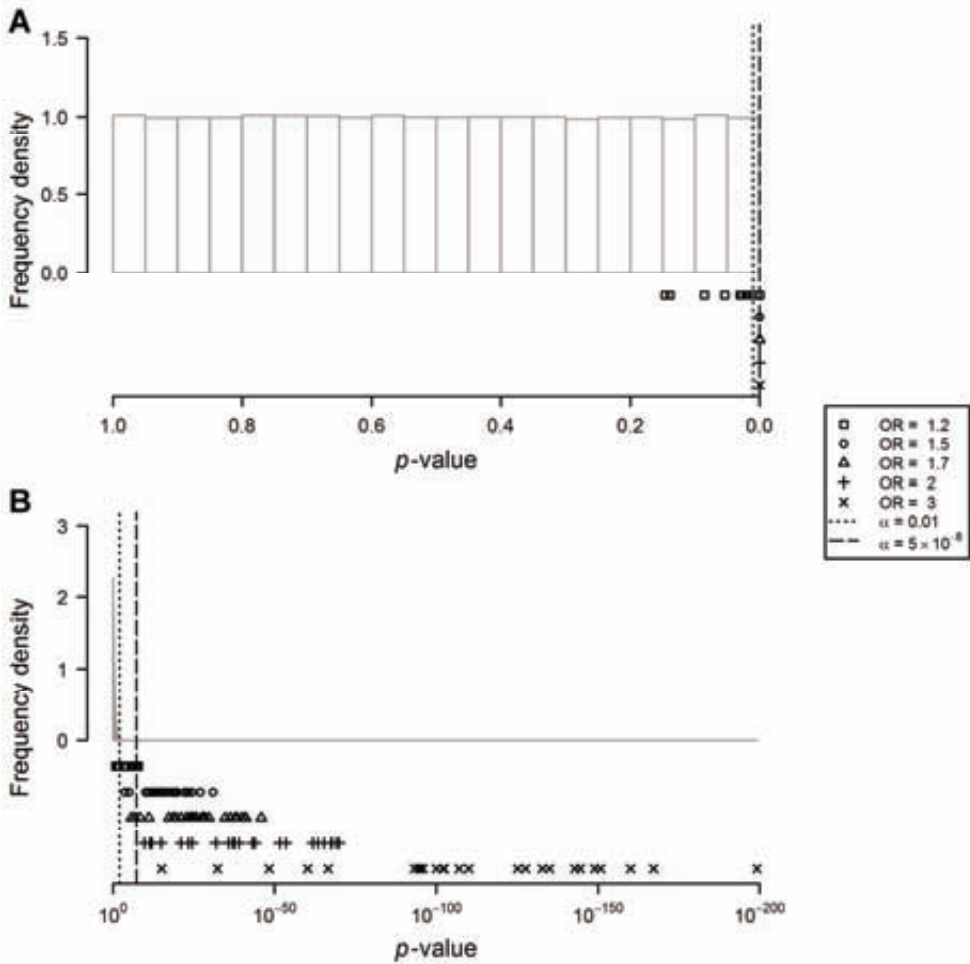 A
1.5
1.0
0.5
0.0
Frequency density
1.0 0.8 0.6 0.4 0.2 0.0
p-value
OR = 1.2
OR = 1.5
OR = 1.7
OR = 2
OR = 3
α = 0.01
α = 5 × 10⁻⁸
B
3
2
1
0
Frequency density
10⁰ 10⁻⁵⁰ 10⁻¹⁰⁰ 10⁻¹⁵⁰ 10⁻²⁰⁰
p-value